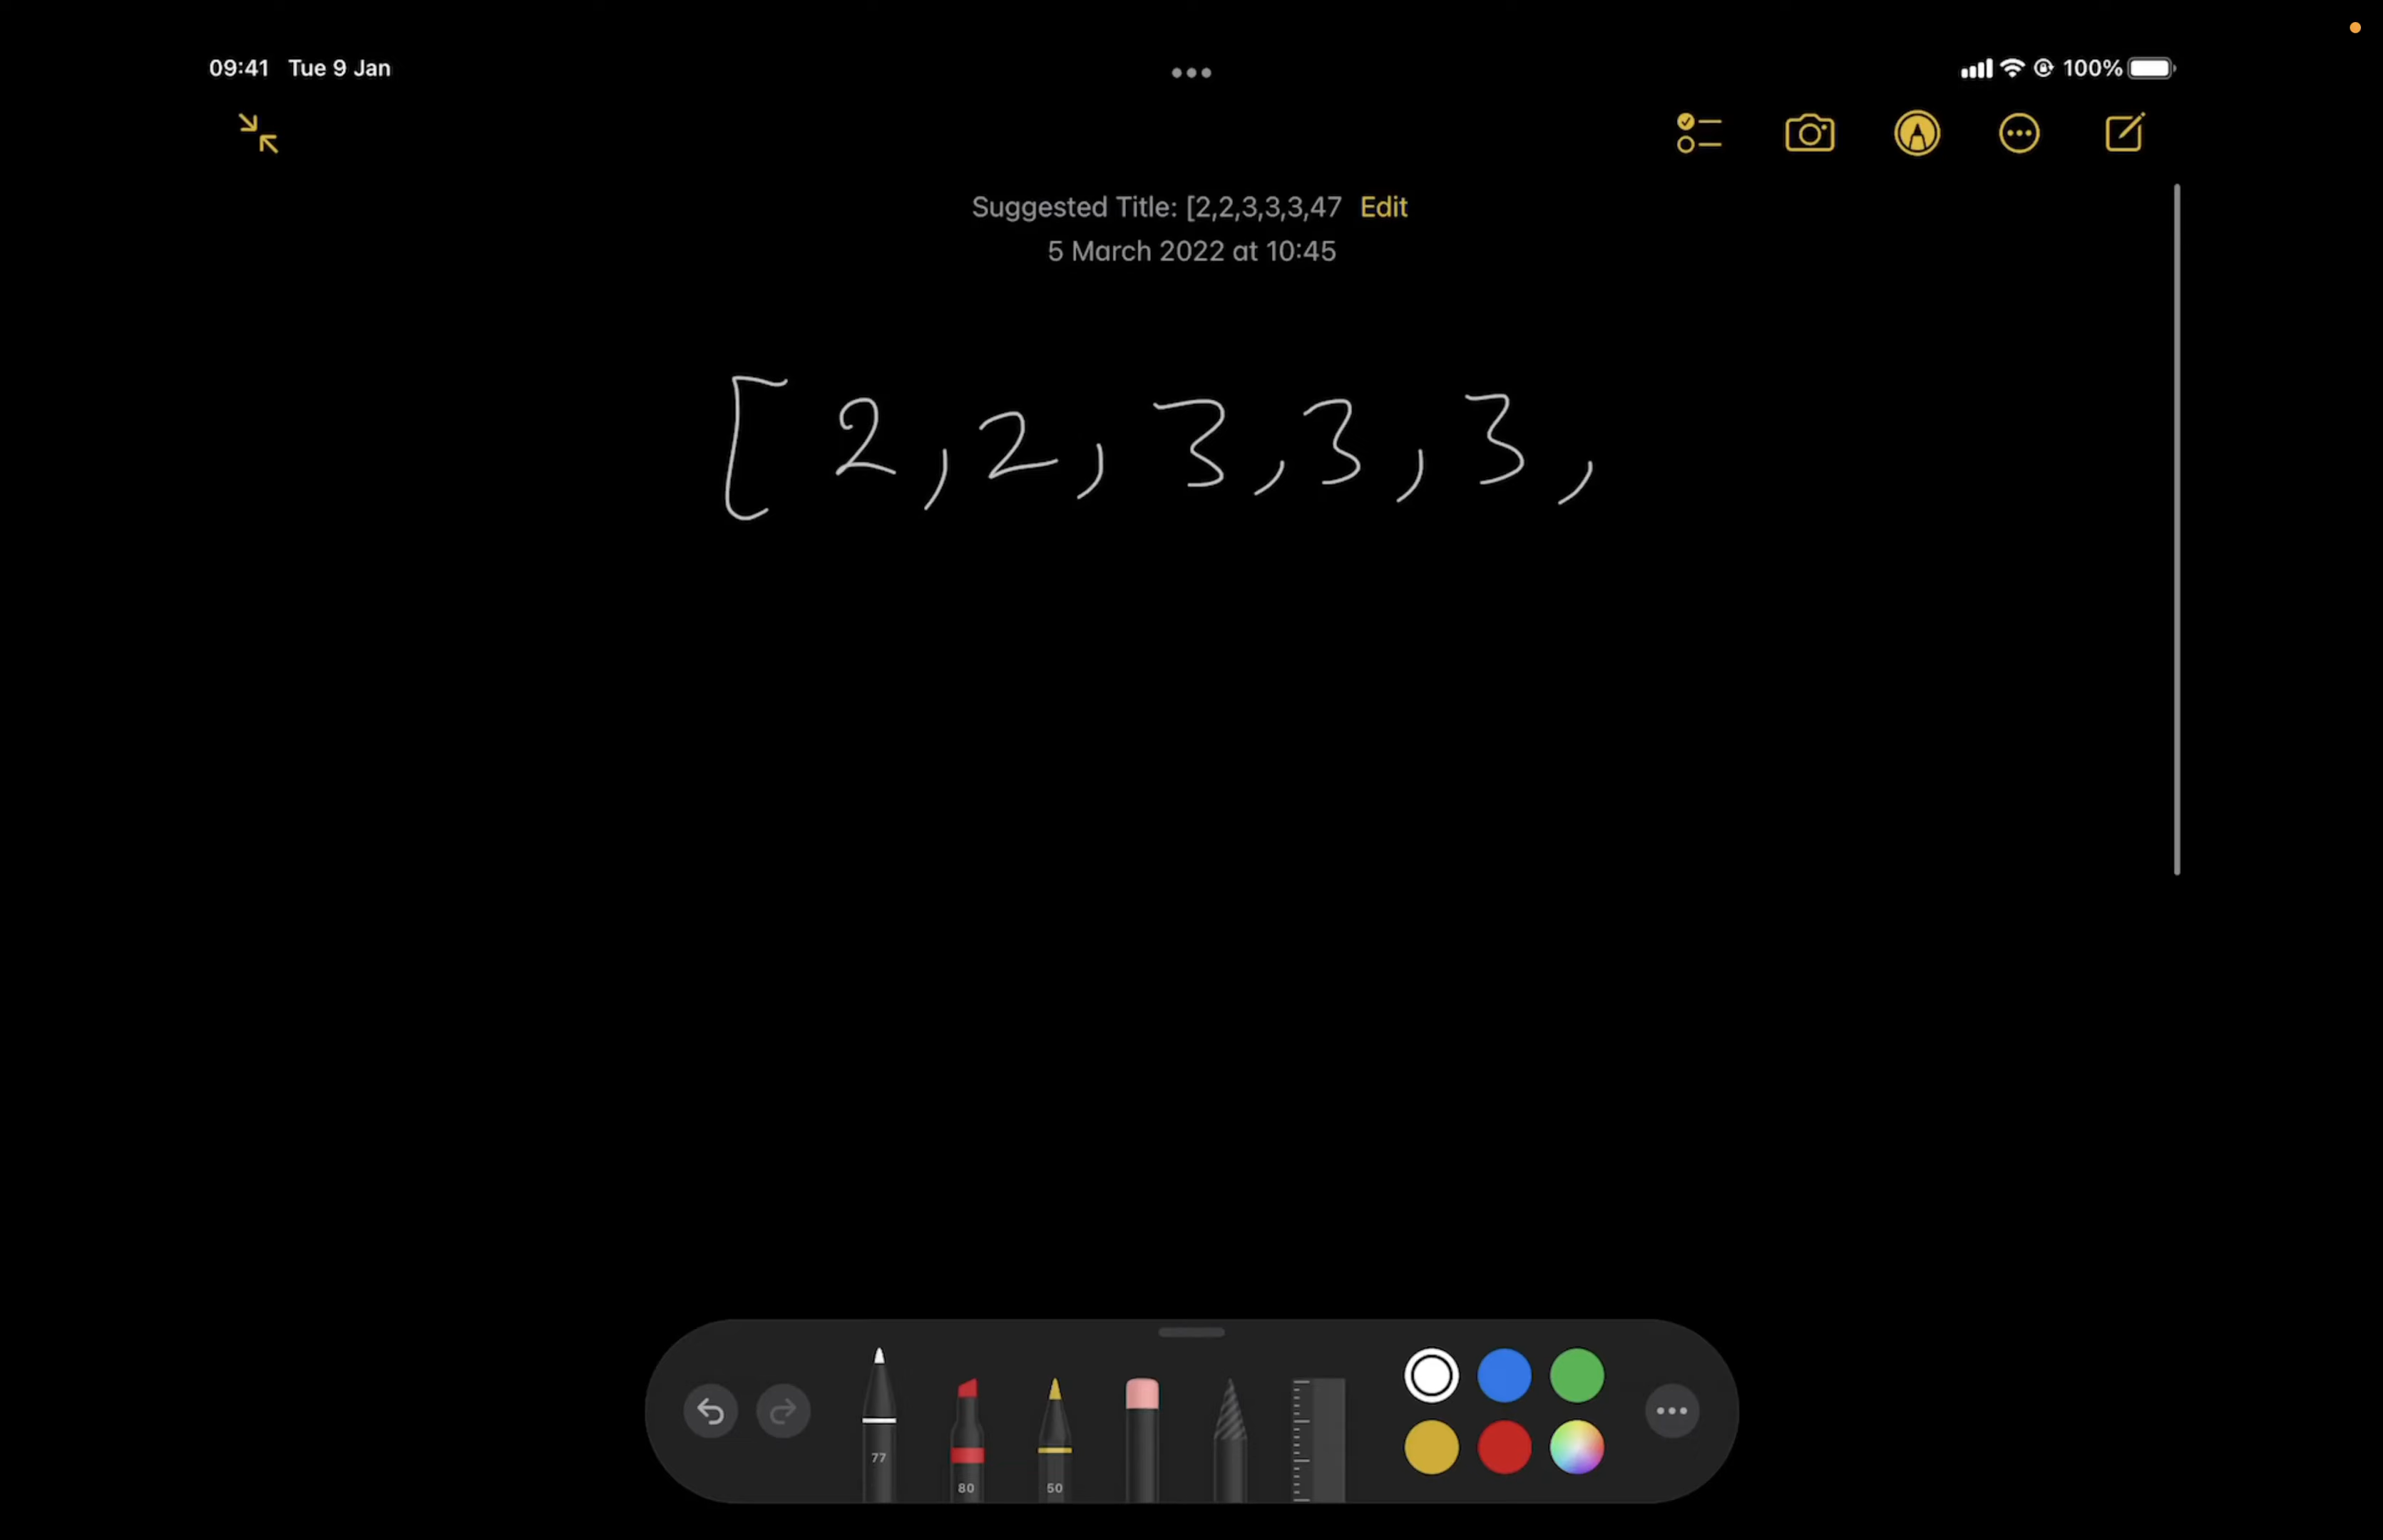 09:41 Tue 9 Jan 100%
Suggested Title: [2,2,3,3,3,47 Edit
5 March 2022 at 10:45
[ 2 , 2 , 3 , 3 , 3 ,
77 80 50